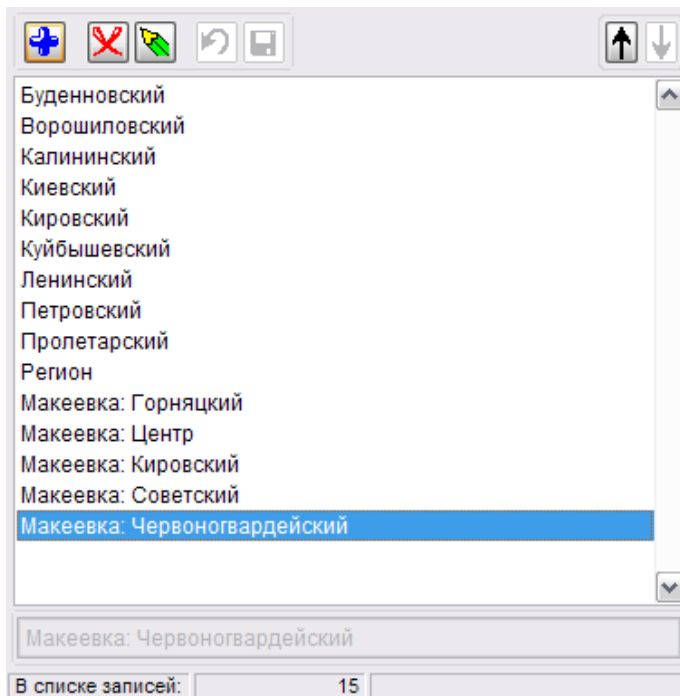 Буденновский
Ворошиловский
Калининский
Киевский
Кировский
Куйбышевский
Ленинский
Петровский
Пролетарский
Регион
Макеевка: Горняцкий
Макеевка: Центр
Макеевка: Кировский
Макеевка: Советский
Макеевка: Червоногвардейский
Макеевка: Червоногвардейский
В списке записей: 15